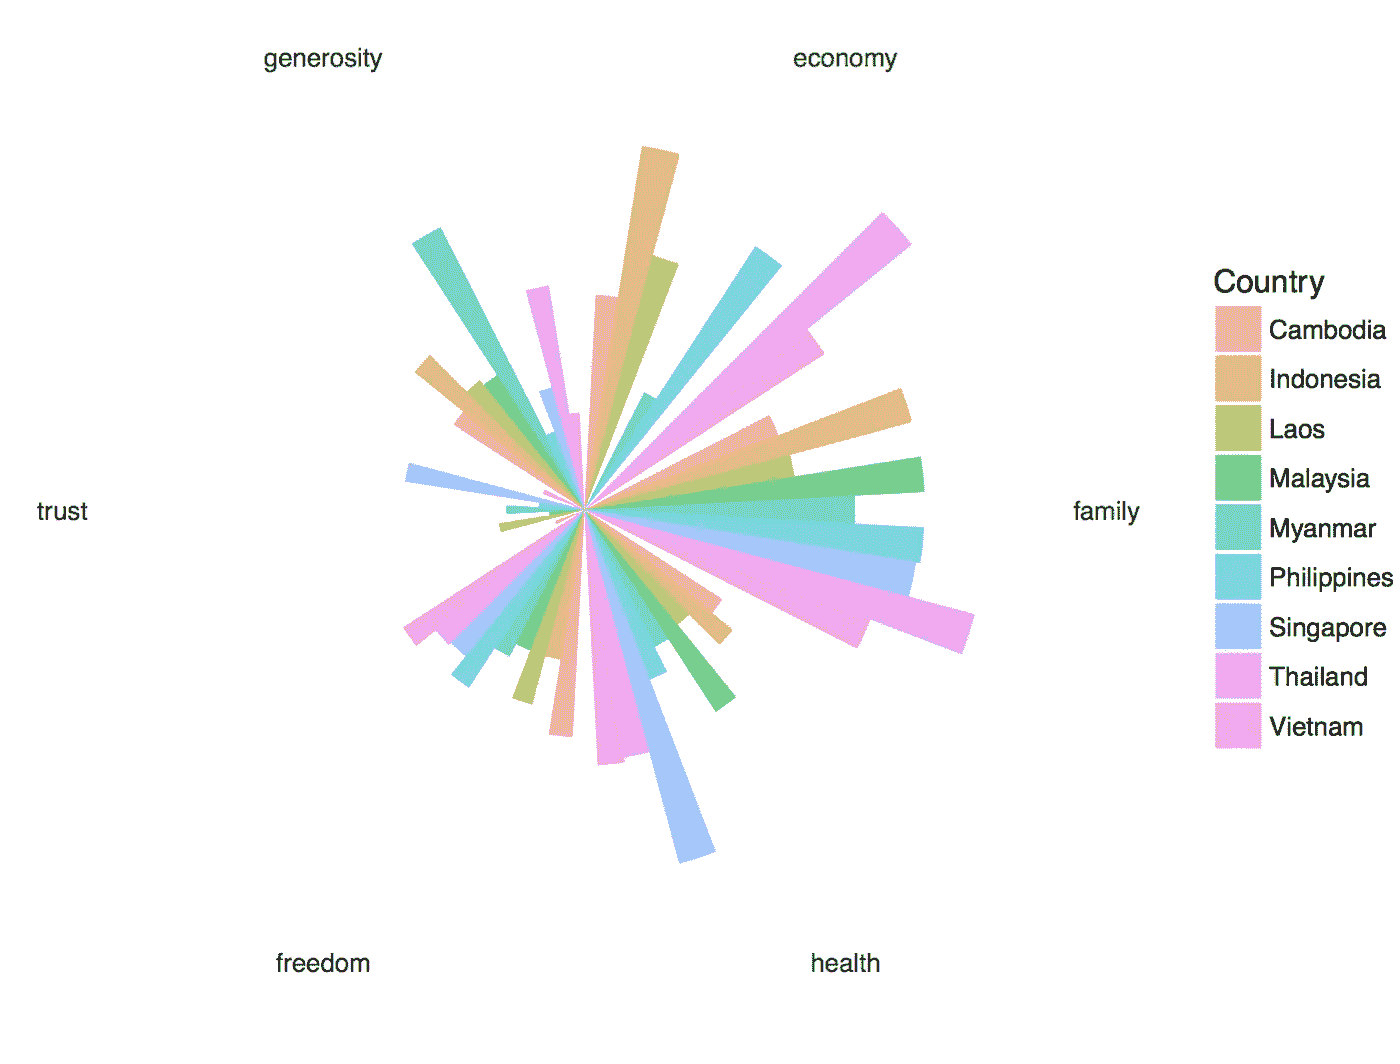 generosity
economy
trust
family
freedom
health
Country
Cambodia
Indonesia
Laos
Malaysia
Myanmar
Philippines
Singapore
Thailand
Vietnam